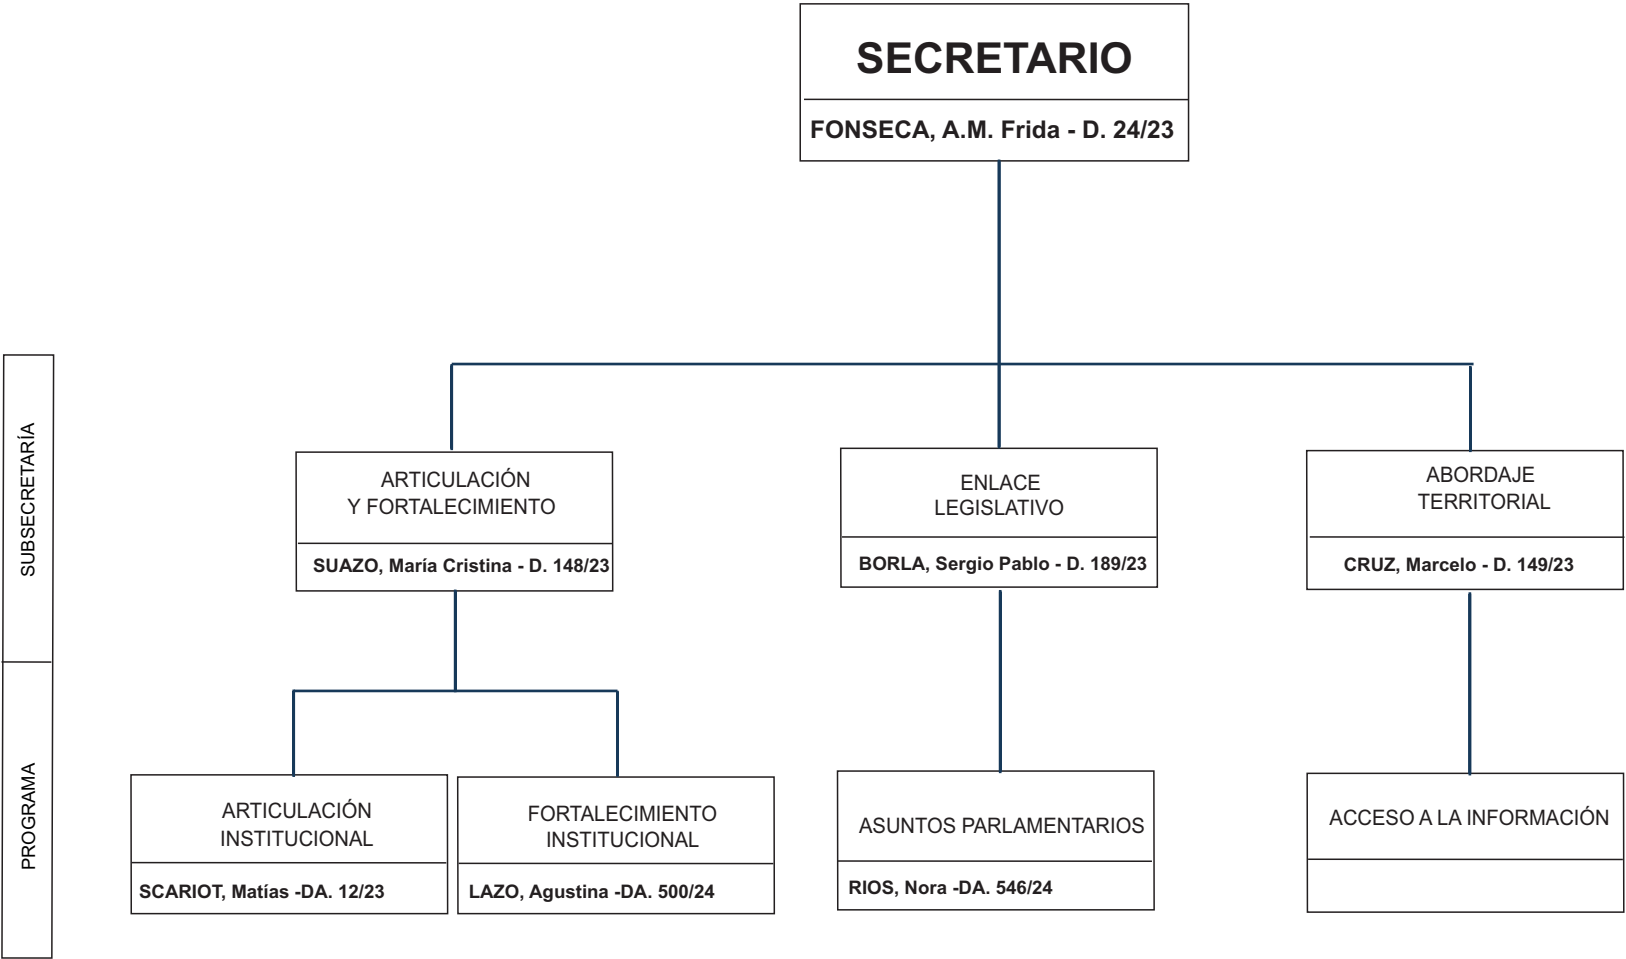 SECRETARIO
FONSECA, A.M. Frida - D. 24/23
SUBSECRETARÍA
ARTICULACIÓN
Y FORTALECIMIENTO
SUAZO, María Cristina - D. 148/23
ENLACE
LEGISLATIVO
BORLA, Sergio Pablo - D. 189/23
ABORDAJE
TERRITORIAL
CRUZ, Marcelo - D. 149/23
PROGRAMA
ARTICULACIÓN
INSTITUCIONAL
SCARIOT, Matías -DA. 12/23
FORTALECIMIENTO
INSTITUCIONAL
LAZO, Agustina -DA. 500/24
ASUNTOS PARLAMENTARIOS
RIOS, Nora -DA. 546/24
ACCESO A LA INFORMACIÓN